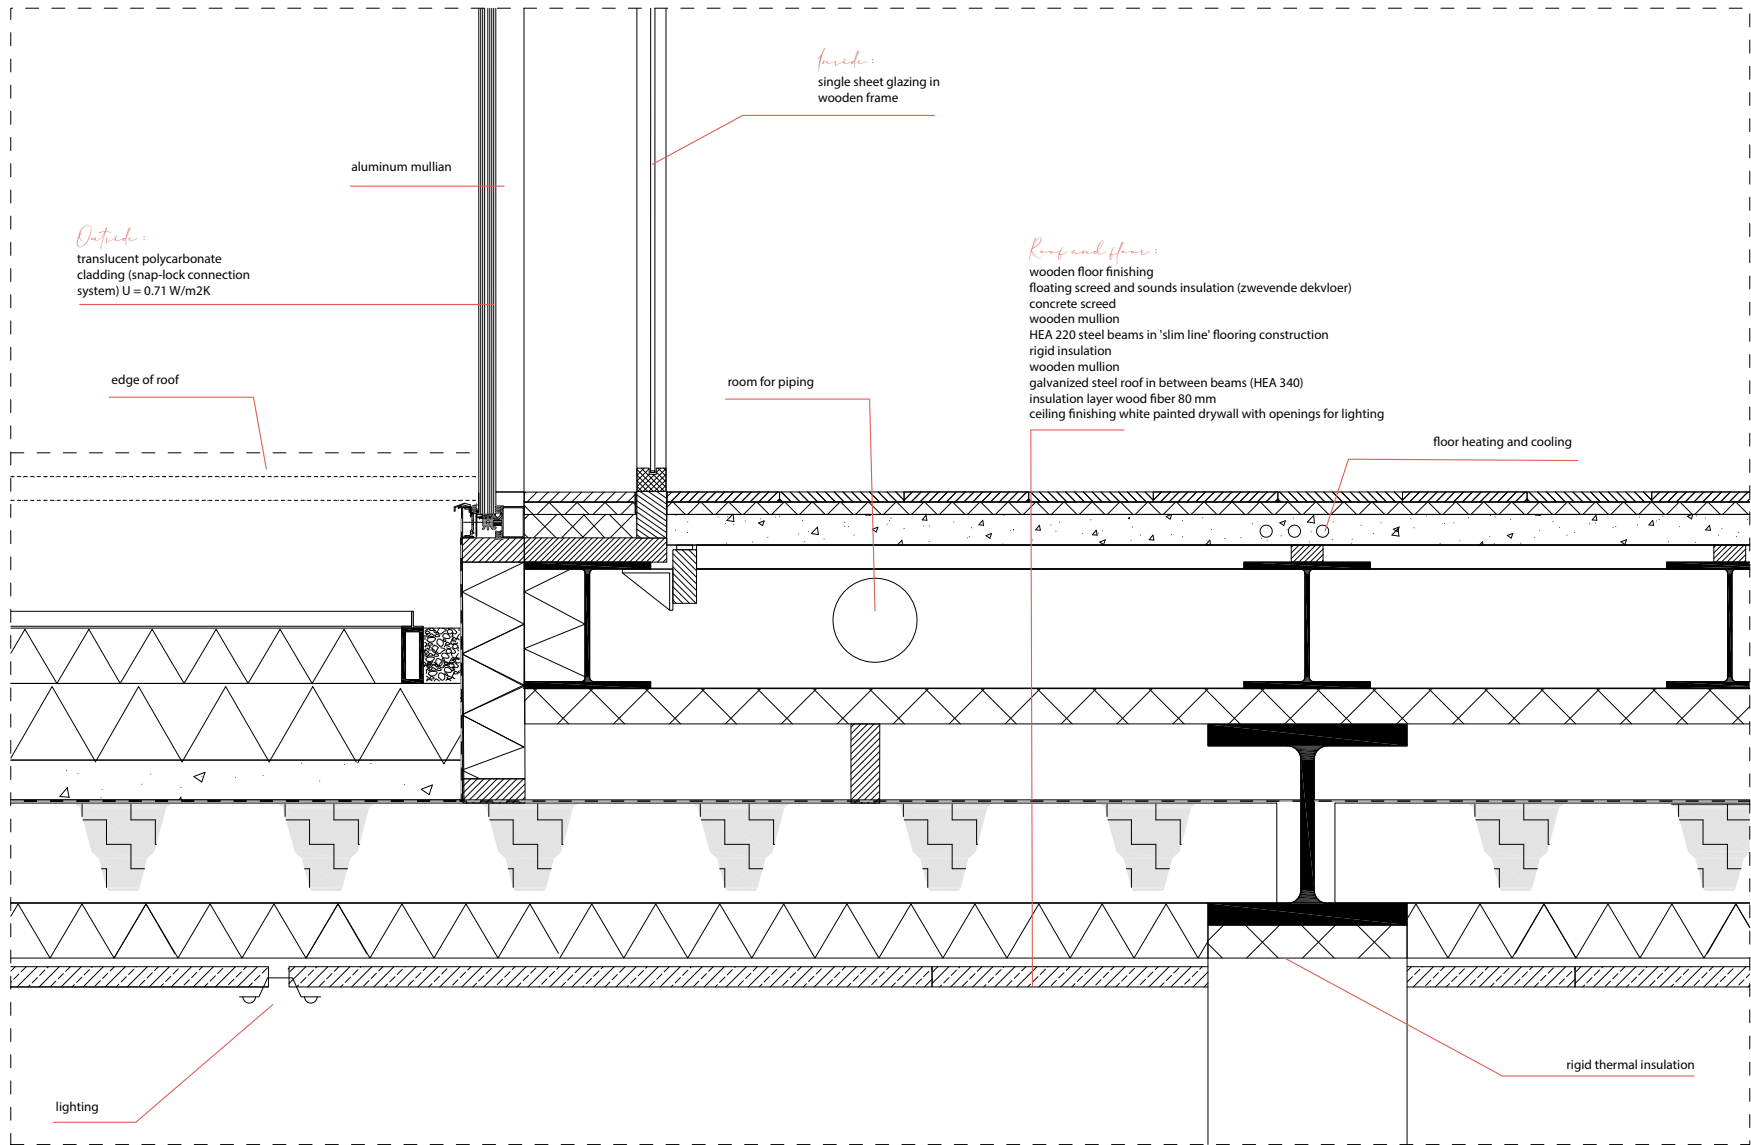 Inside :
single sheet glazing in
wooden frame
aluminum mullian
Outside :
translucent polycarbonate
cladding (snap-lock connection
system) U = 0.71 W/m2K
Roof and floor :
wooden floor finishing
floating screed and sounds insulation (zwevende dekvloer)
concrete screed
wooden mullion
HEA 220 steel beams in 'slim line' flooring construction
rigid insulation
wooden mullion
galvanized steel roof in between beams (HEA 340)
insulation layer wood fiber 80 mm
ceiling finishing white painted drywall with openings for lighting
edge of roof
room for piping
floor heating and cooling
rigid thermal insulation
lighting